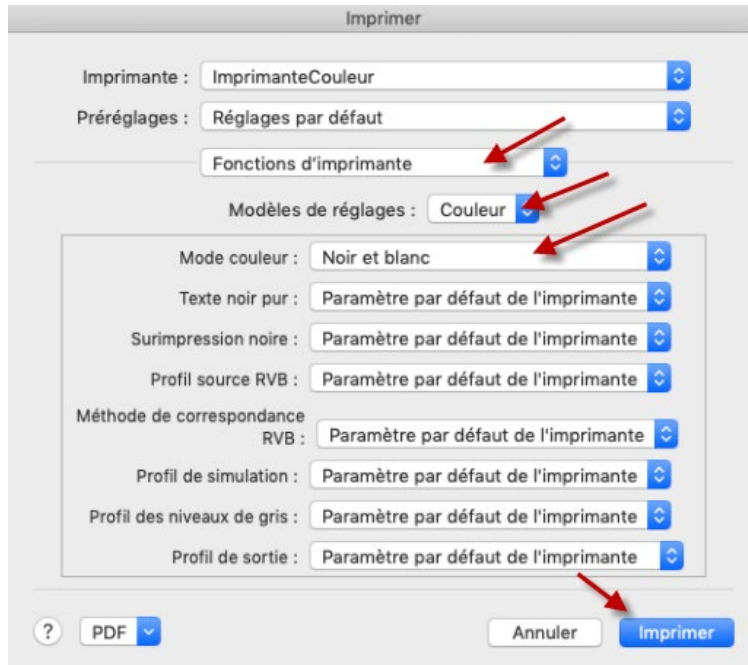 Imprimer
Imprimante : ImprimanteCouleur
Préréglages : Réglages par défaut
Fonctions d'imprimante
Modèles de réglages : Couleur
Mode couleur : Noir et blanc
Texte noir pur : Paramètre par défaut de l'imprimante
Surimpression noire : Paramètre par défaut de l'imprimante
Profil source RVB : Paramètre par défaut de l'imprimante
Méthode de correspondance
RVB : Paramètre par défaut de l'imprimante
Profil de simulation : Paramètre par défaut de l'imprimante
Profil des niveaux de gris : Paramètre par défaut de l'imprimante
Profil de sortie : Paramètre par défaut de l'imprimante
? PDF Annuler Imprimer